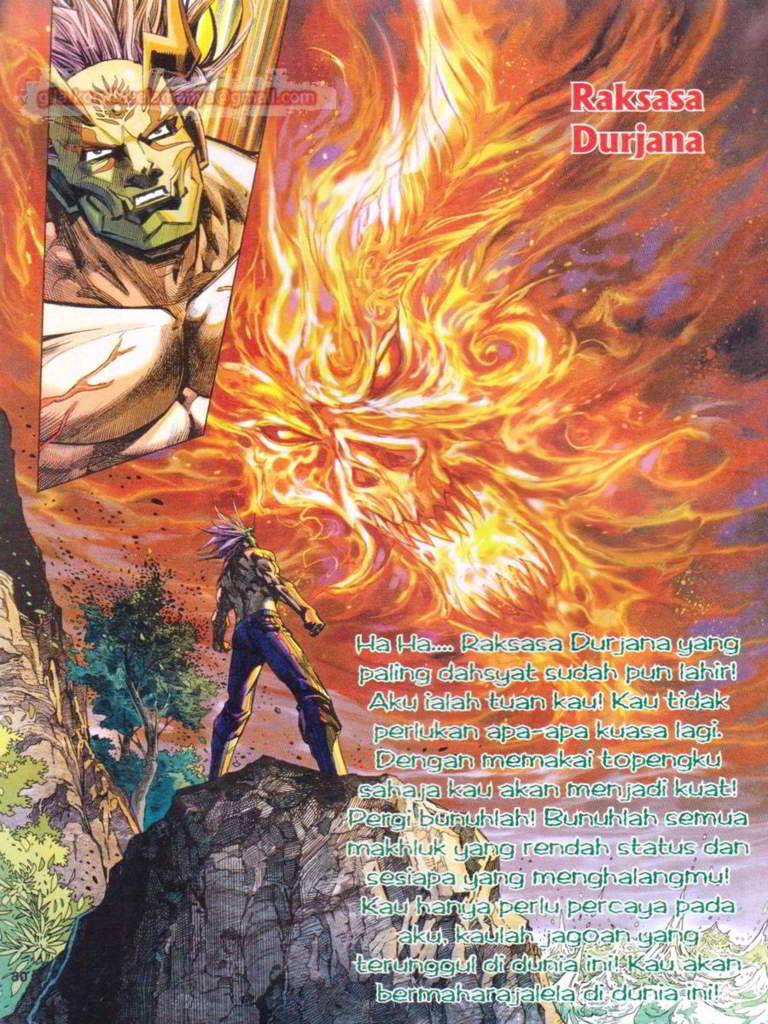 Raksasa
Durjana
Ha Ha.... Raksasa Durjana yang
paling dahsyat sudah pun lahir!
Aku ialah tuan kau! Kau tidak
perlukan apa-apa kuasa lagi.
Dengan memakai topengku
sahaja kau akan menjadi kuat!
Pergi bunuhlah! Bunuhlah semua
makhluk yang rendah status dan
sesiapa yang menghalangmu!
Kau hanya perlu percaya pada
aku, kaulah jagoan yang
terunggul di dunia ini! Kau akan
bermaharajalela di dunia ini!
30